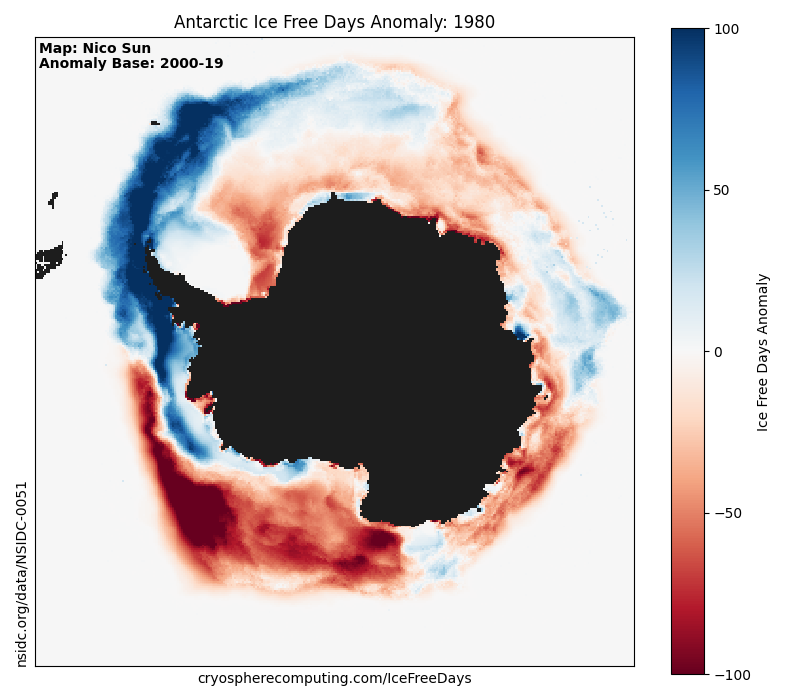 Antarctic Ice Free Days Anomaly: 1980
Map: Nico Sun
Anomaly Base: 2000-19
100
50
0
−50
−100
Ice Free Days Anomaly
nsidc.org/data/NSIDC-0051
cryospherecomputing.com/IceFreeDays